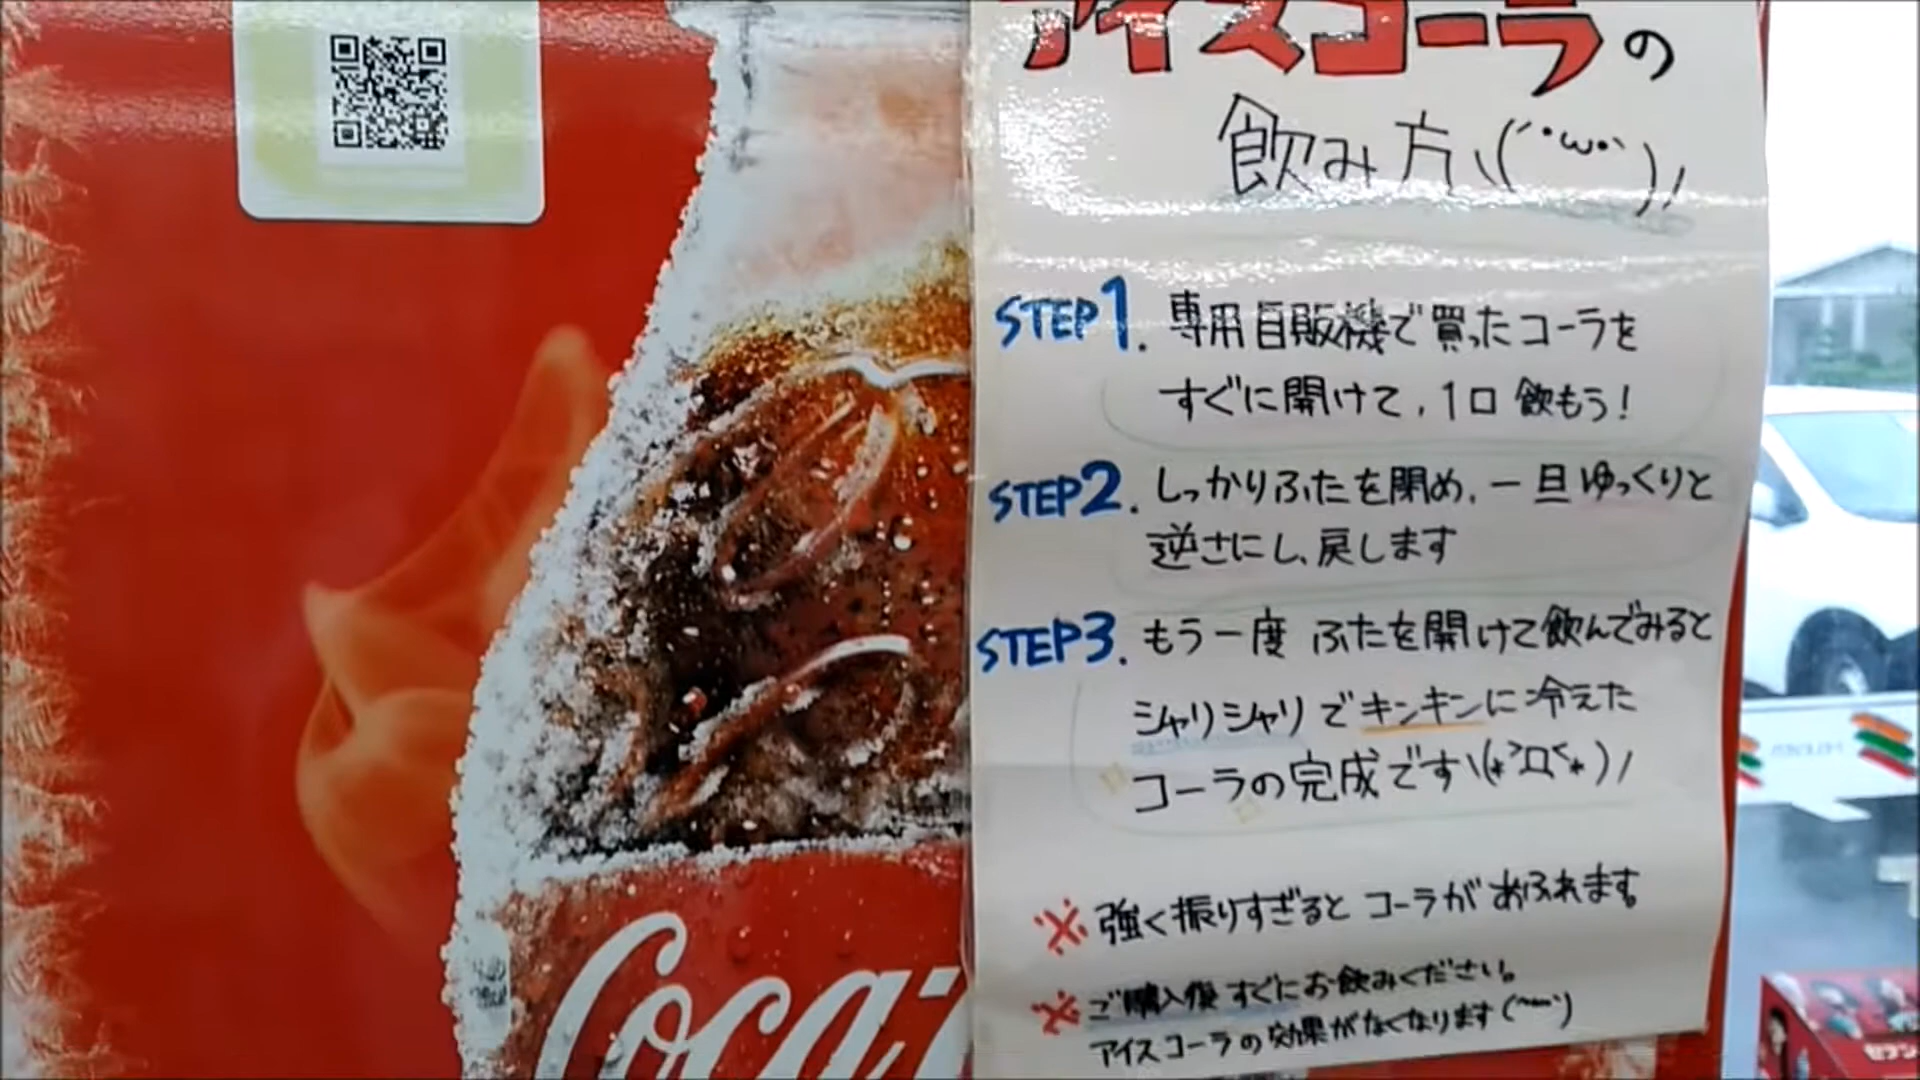 アイスコーラの
飲み方\(´・ω・`)/
STEP1. 専用自販機で買ったコーラを
すぐに開けて、1口飲もう!
STEP2. しっかりふたを閉め、一旦ゆっくりと
逆さにし、戻します
STEP3. もう一度ふたを開けて飲んでみると
シャリシャリでキンキンに冷えた
コーラの完成です\(*>ロ<*)/
※ 強く振りすぎるとコーラがあふれます
※ ご購入後すぐにお飲みください。
アイスコーラの効果がなくなります
Coca-